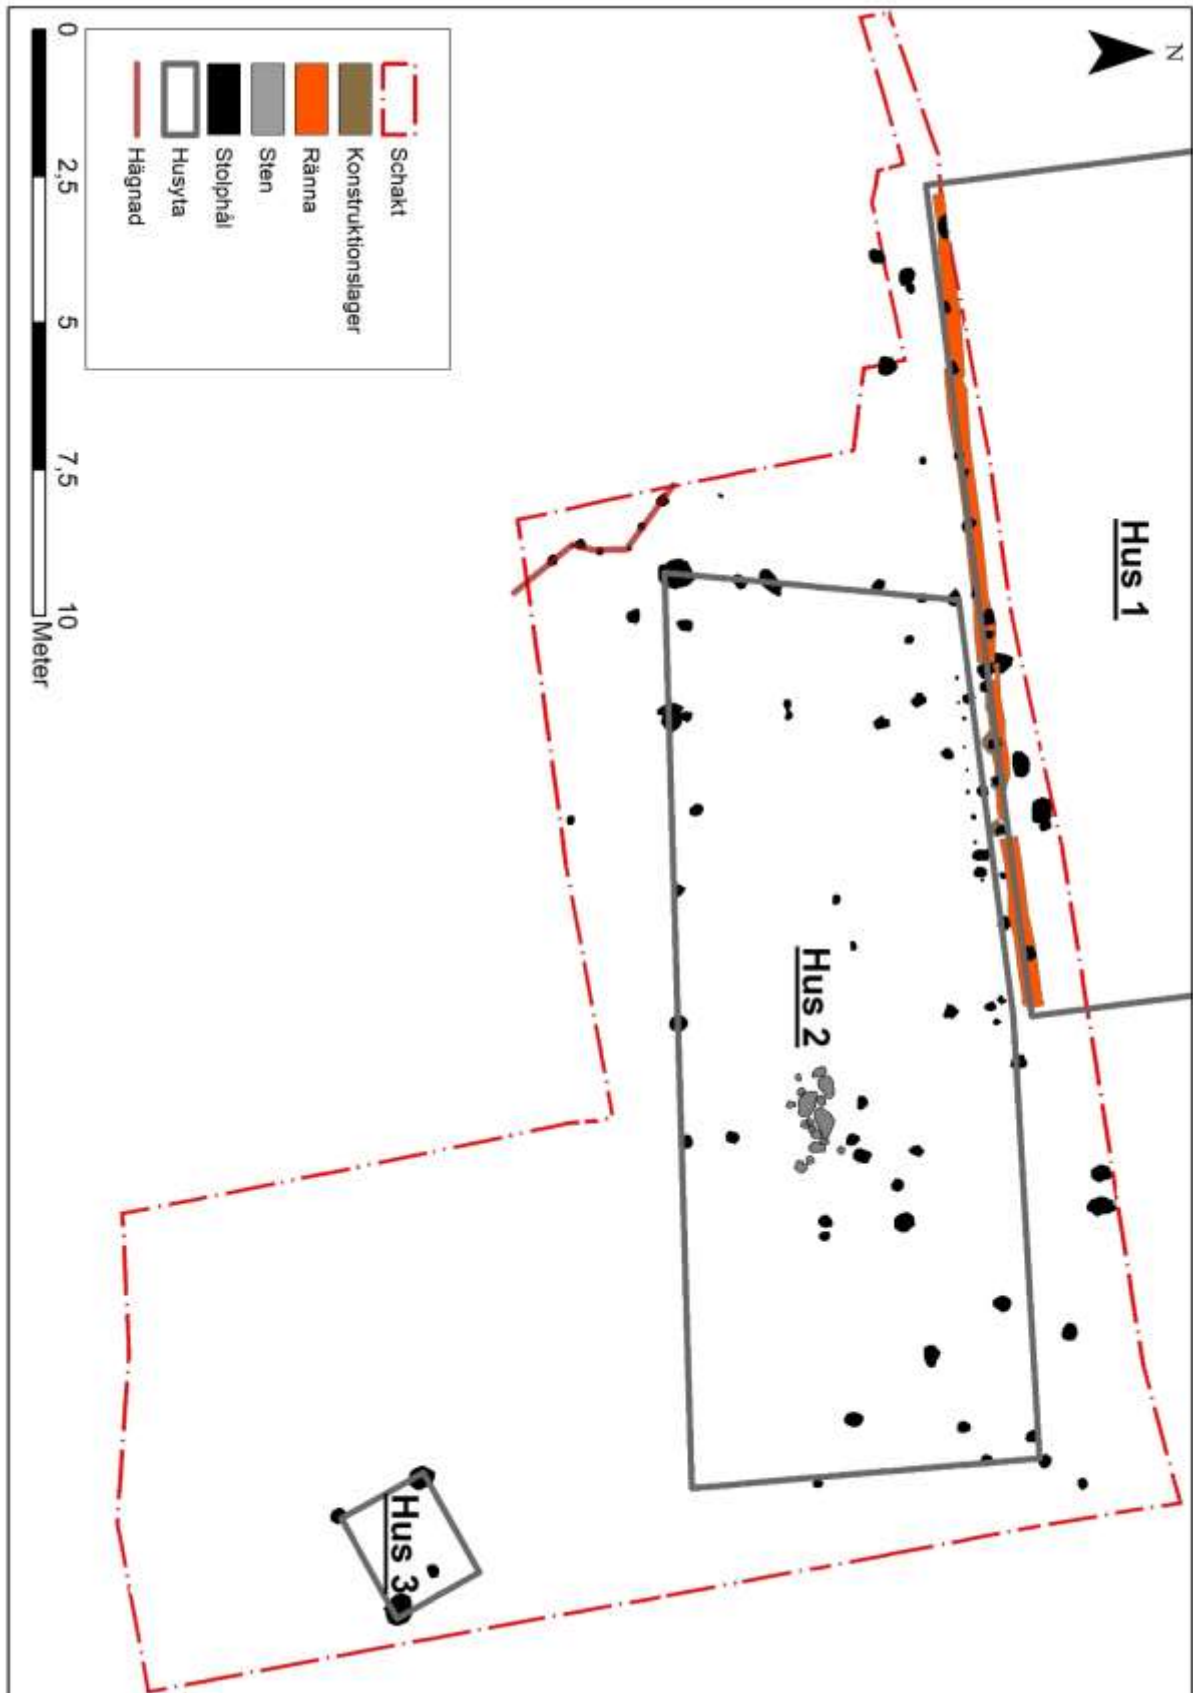 N
Hus 1
Hus 2
Hus 3
Schakt
Konstruktionslager
Ränna
Sten
Stolphål
Husyta
Hägnad
0 2,5 5 7,5 10
Meter